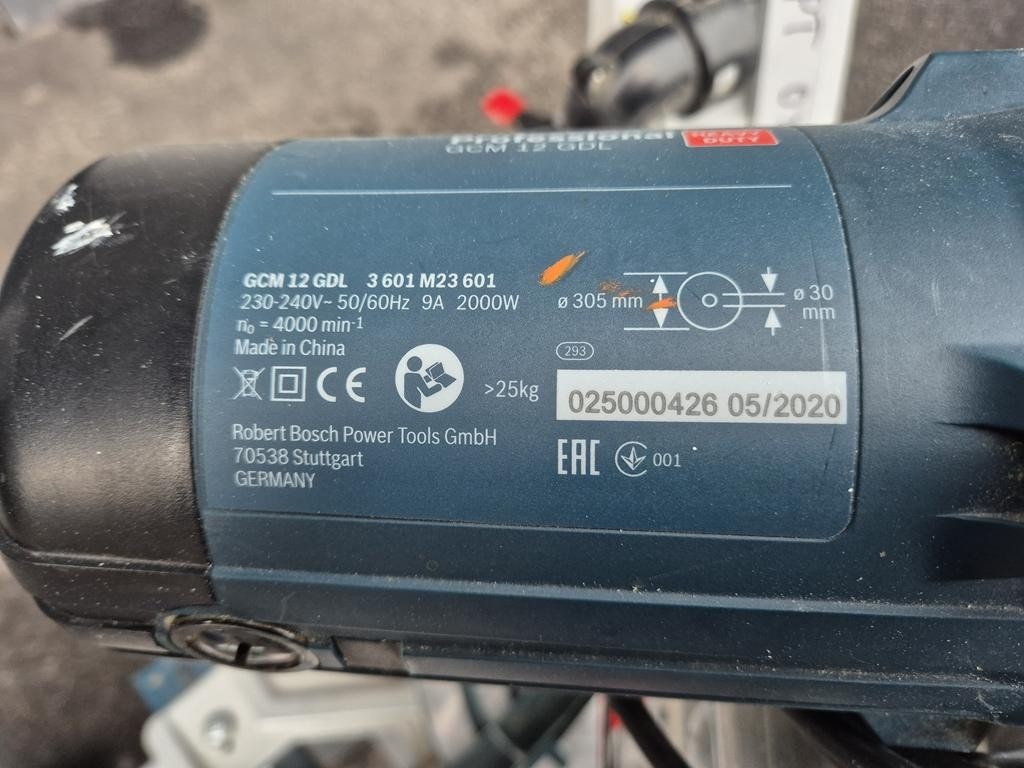 Professional HEAVY DUTY
GCM 12 GDL
GCM 12 GDL 3 601 M23 601
230-240V~ 50/60Hz 9A 2000W
n₀ = 4000 min⁻¹
Made in China
CE
>25kg
Robert Bosch Power Tools GmbH
70538 Stuttgart
GERMANY
ø 305 mm
ø 30 mm
293
025000426 05/2020
EAC 001